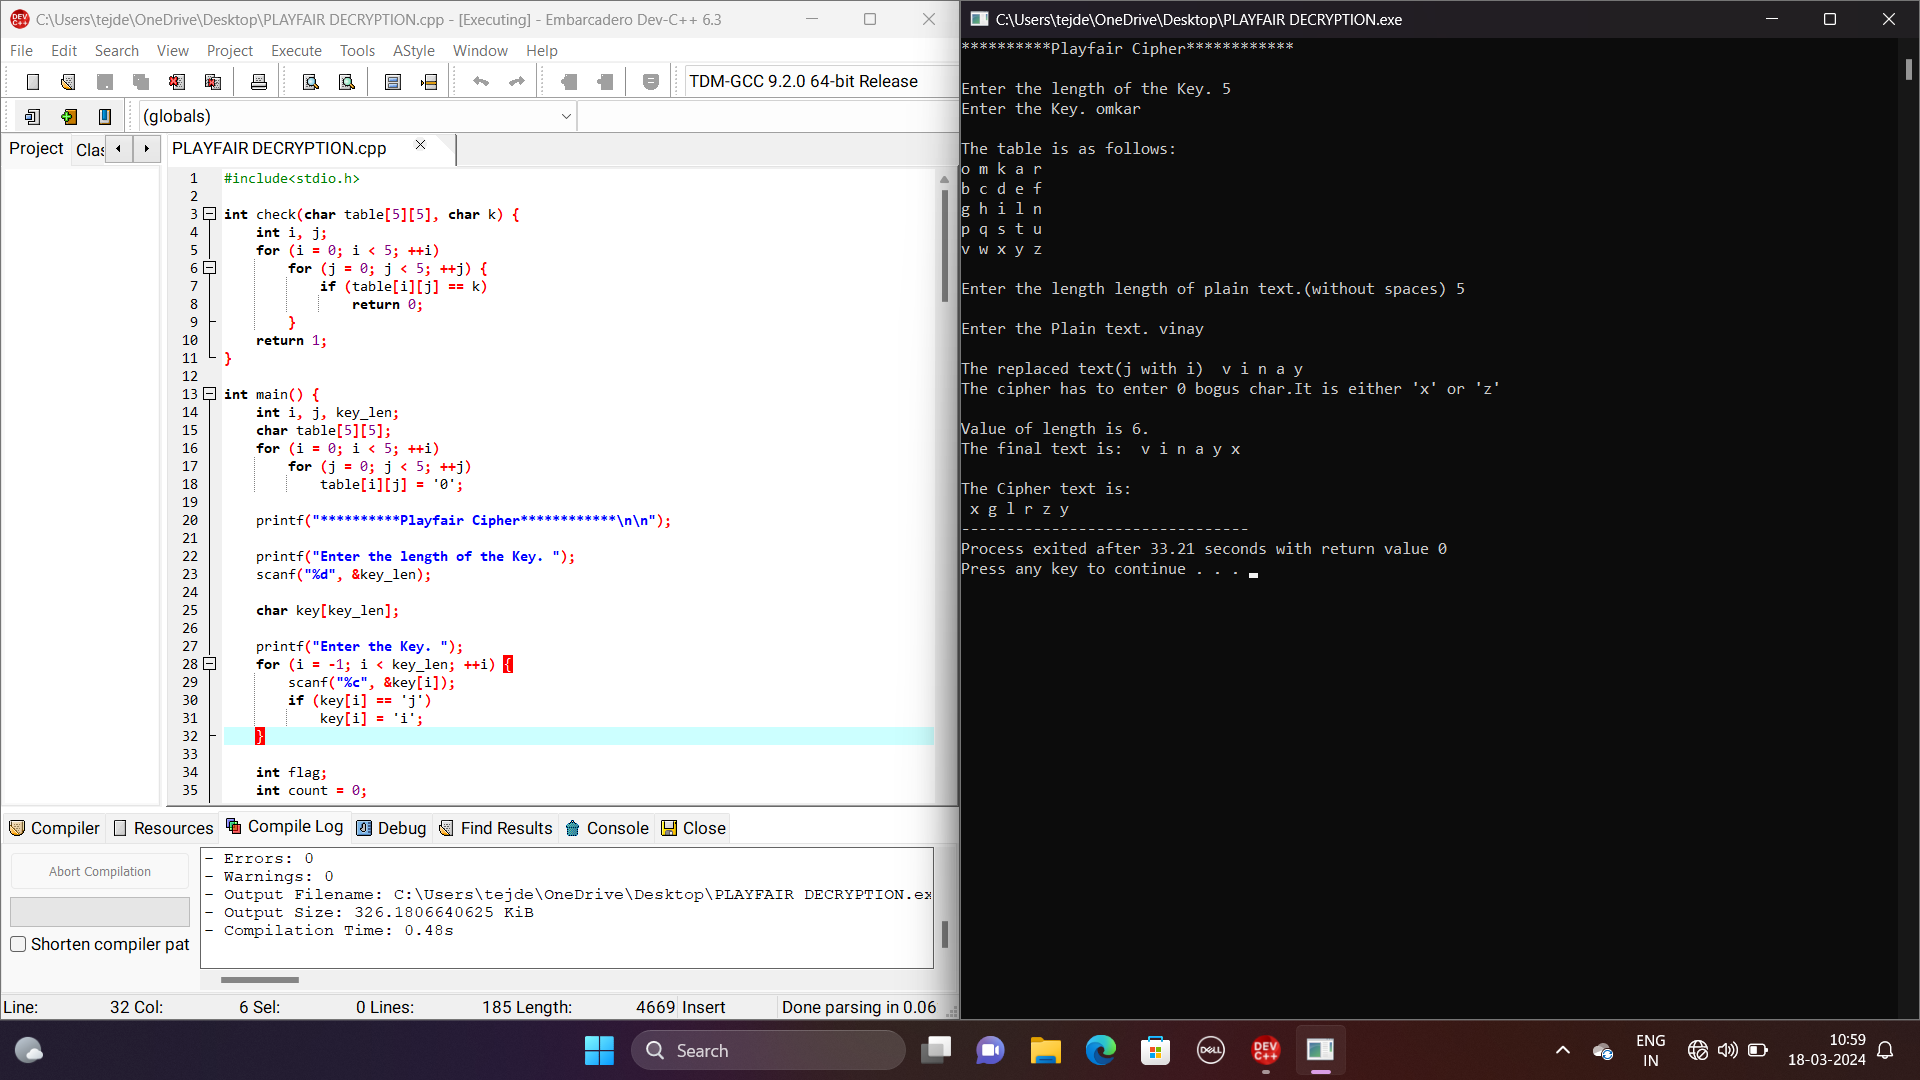 C:\Users\tejde\OneDrive\Desktop\PLAYFAIR DECRYPTION.cpp - [Executing] - Embarcadero Dev-C++ 6.3
File Edit Search View Project Execute Tools AStyle Window Help
TDM-GCC 9.2.0 64-bit Release
(globals)
Project Clas
PLAYFAIR DECRYPTION.cpp
1 #include<stdio.h>
2
3 int check(char table[5][5], char k) {
4     int i, j;
5     for (i = 0; i < 5; ++i)
6         for (j = 0; j < 5; ++j) {
7             if (table[i][j] == k)
8                 return 0;
9         }
10     return 1;
11 }
12
13 int main() {
14     int i, j, key_len;
15     char table[5][5];
16     for (i = 0; i < 5; ++i)
17         for (j = 0; j < 5; ++j)
18             table[i][j] = '0';
19
20     printf("**********Playfair Cipher************\n\n");
21
22     printf("Enter the length of the Key. ");
23     scanf("%d", &key_len);
24
25     char key[key_len];
26
27     printf("Enter the Key. ");
28     for (i = -1; i < key_len; ++i) {
29         scanf("%c", &key[i]);
30         if (key[i] == 'j')
31             key[i] = 'i';
32     }
33
34     int flag;
35     int count = 0;
Compiler Resources Compile Log Debug Find Results Console Close
Abort Compilation
Shorten compiler pat
- Errors: 0
- Warnings: 0
- Output Filename: C:\Users\tejde\OneDrive\Desktop\PLAYFAIR DECRYPTION.ex
- Output Size: 326.1806640625 KiB
- Compilation Time: 0.48s
Line: 32 Col: 6 Sel: 0 Lines: 185 Length: 4669 Insert Done parsing in 0.06
C:\Users\tejde\OneDrive\Desktop\PLAYFAIR DECRYPTION.exe
**********Playfair Cipher************
Enter the length of the Key. 5
Enter the Key. omkar
The table is as follows:
o m k a r
b c d e f
g h i l n
p q s t u
v w x y z
Enter the length length of plain text.(without spaces) 5
Enter the Plain text. vinay
The replaced text(j with i)  v i n a y
The cipher has to enter 0 bogus char.It is either 'x' or 'z'
Value of length is 6.
The final text is:  v i n a y x
The Cipher text is:
 x g l r z y
--------------------------------
Process exited after 33.21 seconds with return value 0
Press any key to continue . . .
Search
DELL
DEV C++
ENG
IN
10:59
18-03-2024